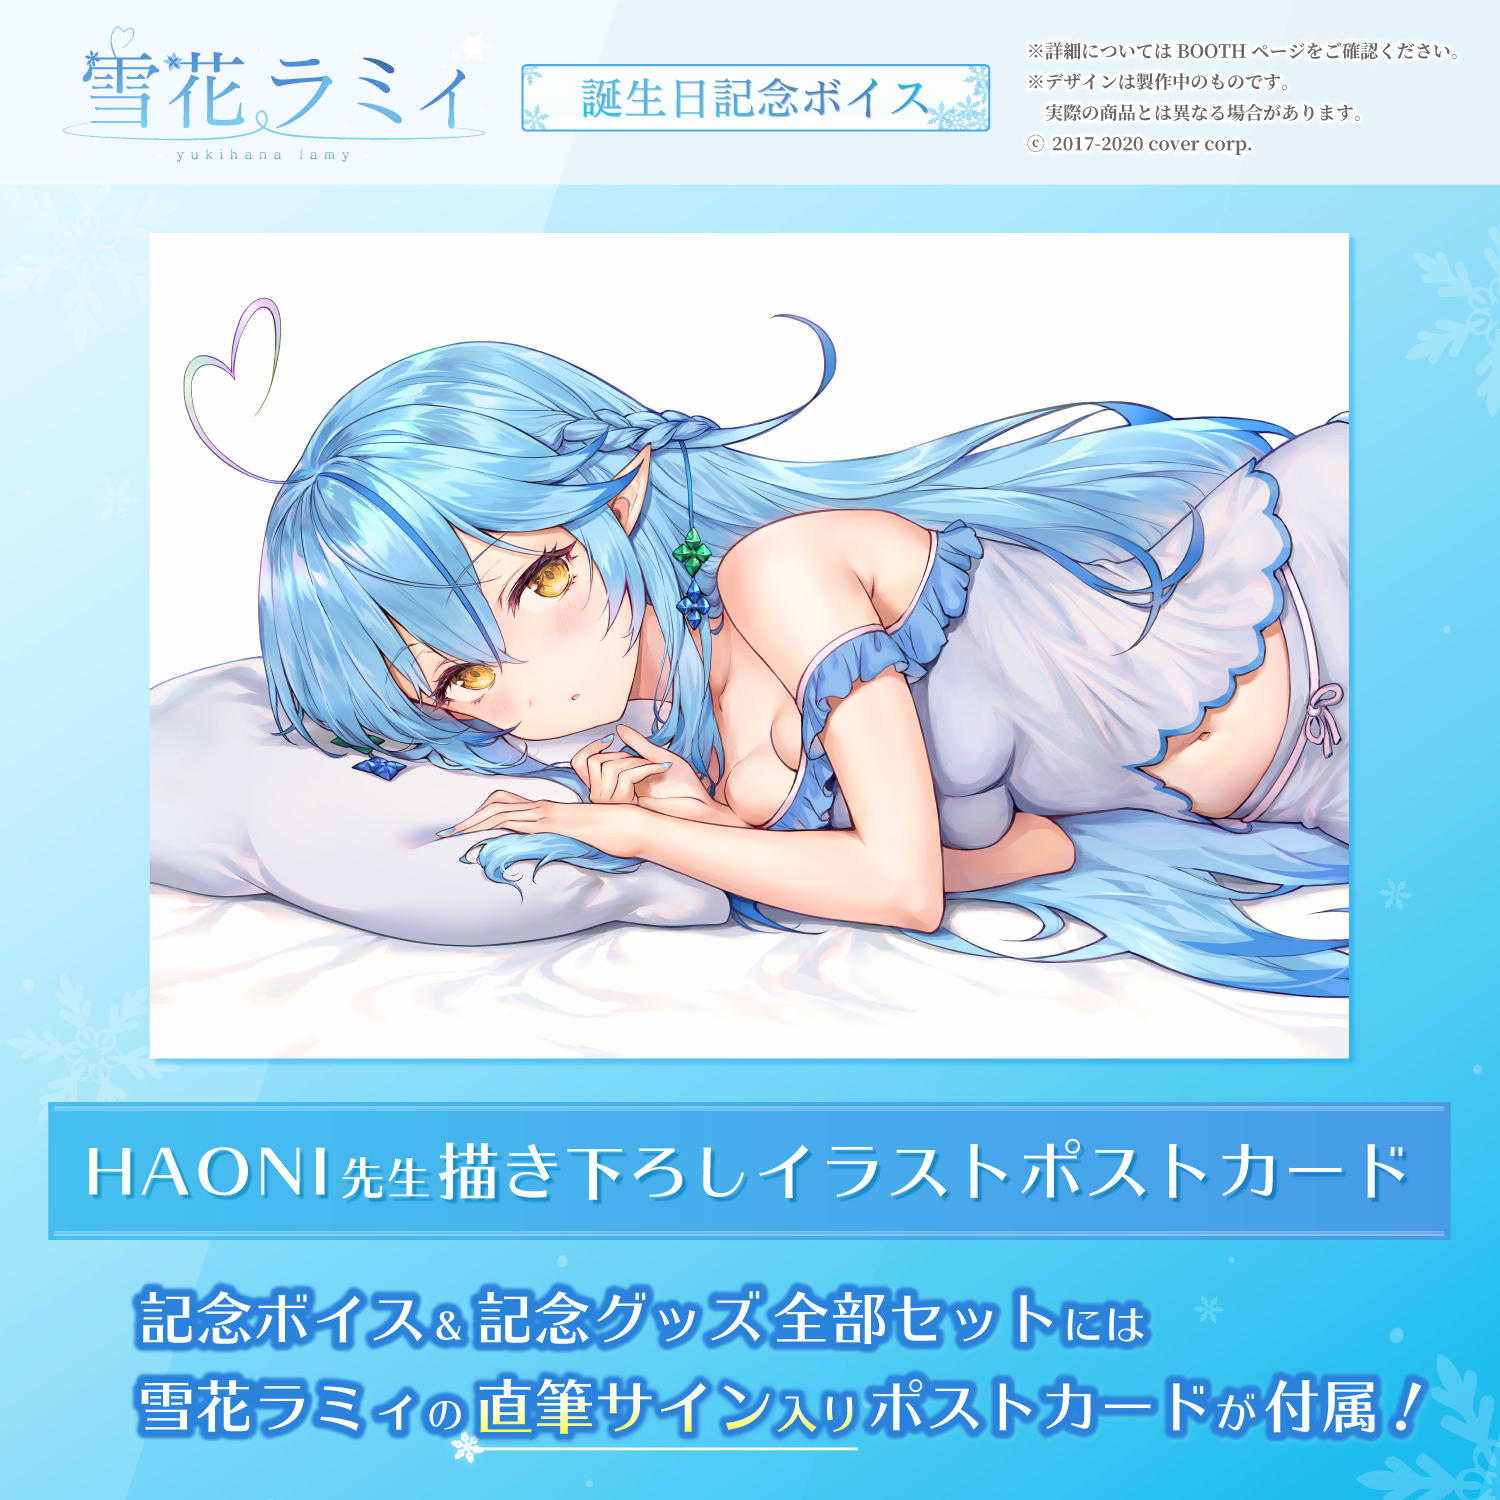 雪花ラミィ
yukihana lamy
誕生日記念ボイス
※詳細については BOOTH ページをご確認ください。
※デザインは製作中のものです。
実際の商品とは異なる場合があります。
© 2017-2020 cover corp.
HAONI先生描き下ろしイラストポストカード
記念ボイス&記念グッズ全部セットには
雪花ラミィの直筆サイン入りポストカードが付属!